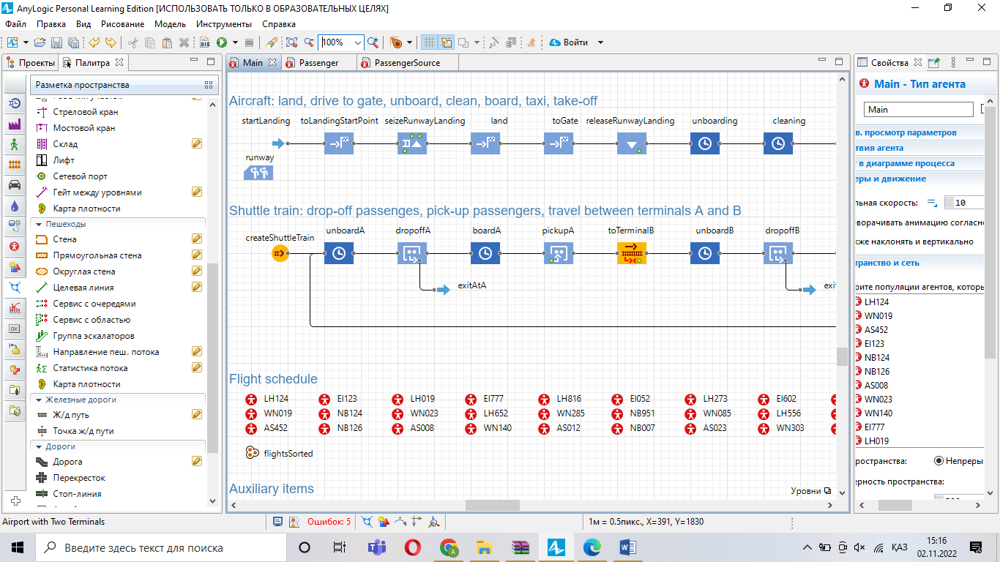 AnyLogic Personal Learning Edition [ИСПОЛЬЗОВАТЬ ТОЛЬКО В ОБРАЗОВАТЕЛЬНЫХ ЦЕЛЯХ]
Файл Правка Вид Рисование Модель Инструменты Справка
100% Войти
Проекты Палитра Main Passenger PassengerSource Свойства
Разметка пространства
Стреловой кран
Мостовой кран
Склад
Лифт
Сетевой порт
Гейт между уровнями
Карта плотности
Пешеходы
Стена
Прямоугольная стена
Округлая стена
Целевая линия
Сервис с очередями
Сервис с областью
Группа эскалаторов
Направление пеш. потока
Статистика потока
Карта плотности
Железные дороги
Ж/д путь
Точка ж/д пути
Дороги
Дорога
Перекресток
Стоп-линия
Aircraft: land, drive to gate, unboard, clean, board, taxi, take-off
startLanding toLandingStartPoint seizeRunwayLanding land toGate releaseRunwayLanding unboarding cleaning
runway
Shuttle train: drop-off passenges, pick-up passengers, travel between terminals A and B
createShuttleTrain unboardA dropoffA boardA pickupA toTerminalB unboardB dropoffB
exitAtA exit
Flight schedule
LH124 EI123 LH019 EI777 LH816 EI052 LH273 EI602
WN019 NB124 WN023 LH652 WN285 NB951 WN085 LH556
AS452 NB126 AS008 WN140 AS012 NB007 AS023 WN303
flightsSorted
Auxiliary items
Уровни
Main - Тип агента
Main
в. просмотр параметров
твия агента
т в диаграмме процесса
еры и движение
льная скорость: 10
оворачивать анимацию согласно
кже наклонять и вертикально
транство и сеть
рите популяции агентов, которы
LH124
WN019
AS452
EI123
NB124
NB126
AS008
WN023
WN140
EI777
LH019
ространства: Непреры
ерность пространства:
Airport with Two Terminals Ошибок: 5 1м = 0.5пикс., X=391, Y=1830
Введите здесь текст для поиска
ҚАЗ
15:16
02.11.2022